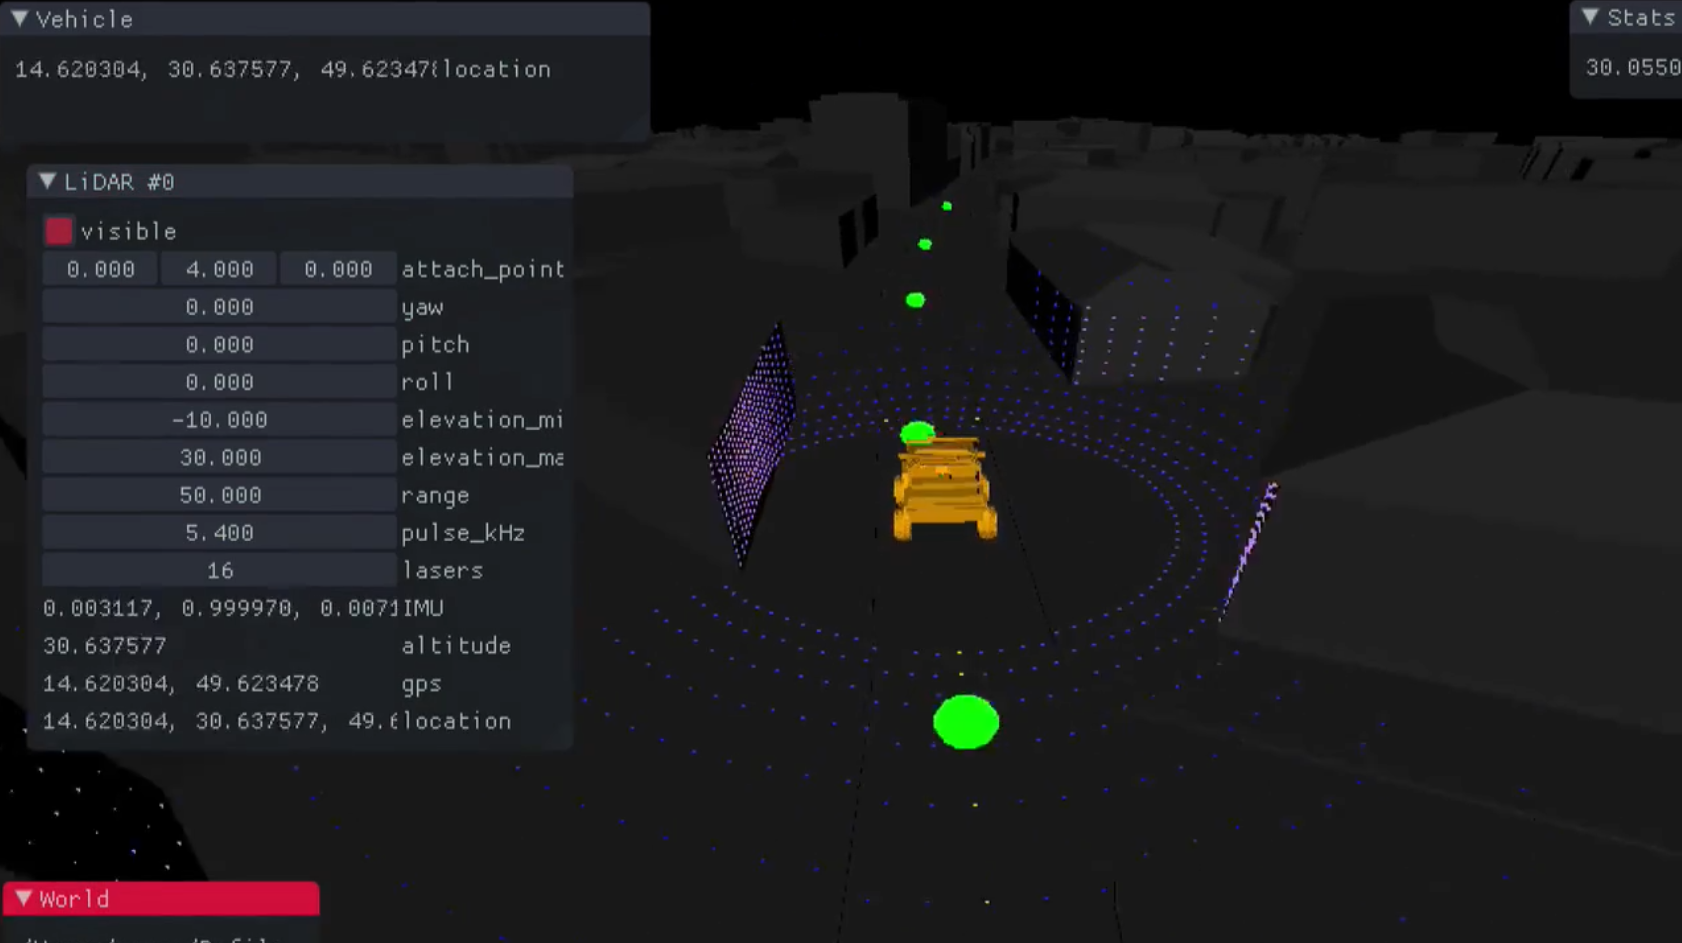 Vehicle
14.620304, 30.637577, 49.62347 location
Stats
30.0550
LiDAR #0
visible
0.000 4.000 0.000 attach_point
0.000 yaw
0.000 pitch
0.000 roll
-10.000 elevation_mi
30.000 elevation_ma
50.000 range
5.400 pulse_kHz
16 lasers
0.003117, 0.999970, 0.0071 IMU
30.637577 altitude
14.620304, 49.623478 gps
14.620304, 30.637577, 49.6 location
World